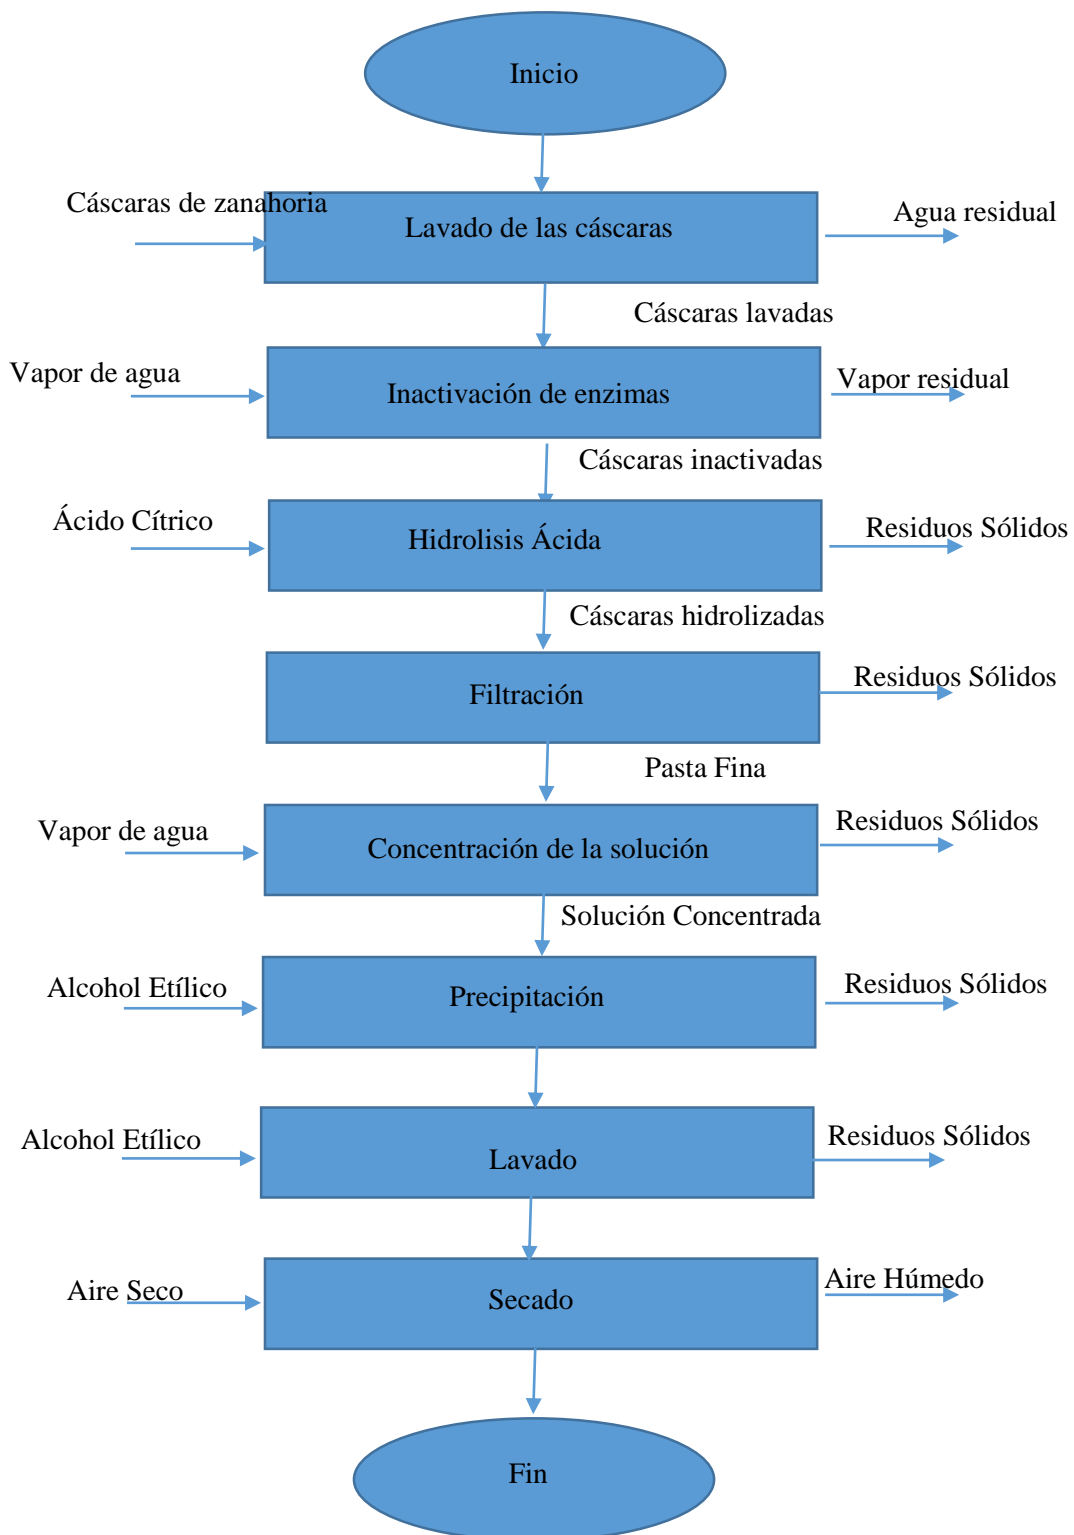 Inicio
Cáscaras de zanahoria
Lavado de las cáscaras
Agua residual
Cáscaras lavadas
Vapor de agua
Inactivación de enzimas
Vapor residual
Cáscaras inactivadas
Ácido Cítrico
Hidrolisis Ácida
Residuos Sólidos
Cáscaras hidrolizadas
Filtración
Residuos Sólidos
Pasta Fina
Vapor de agua
Concentración de la solución
Residuos Sólidos
Solución Concentrada
Alcohol Etílico
Precipitación
Residuos Sólidos
Alcohol Etílico
Lavado
Residuos Sólidos
Aire Seco
Secado
Aire Húmedo
Fin